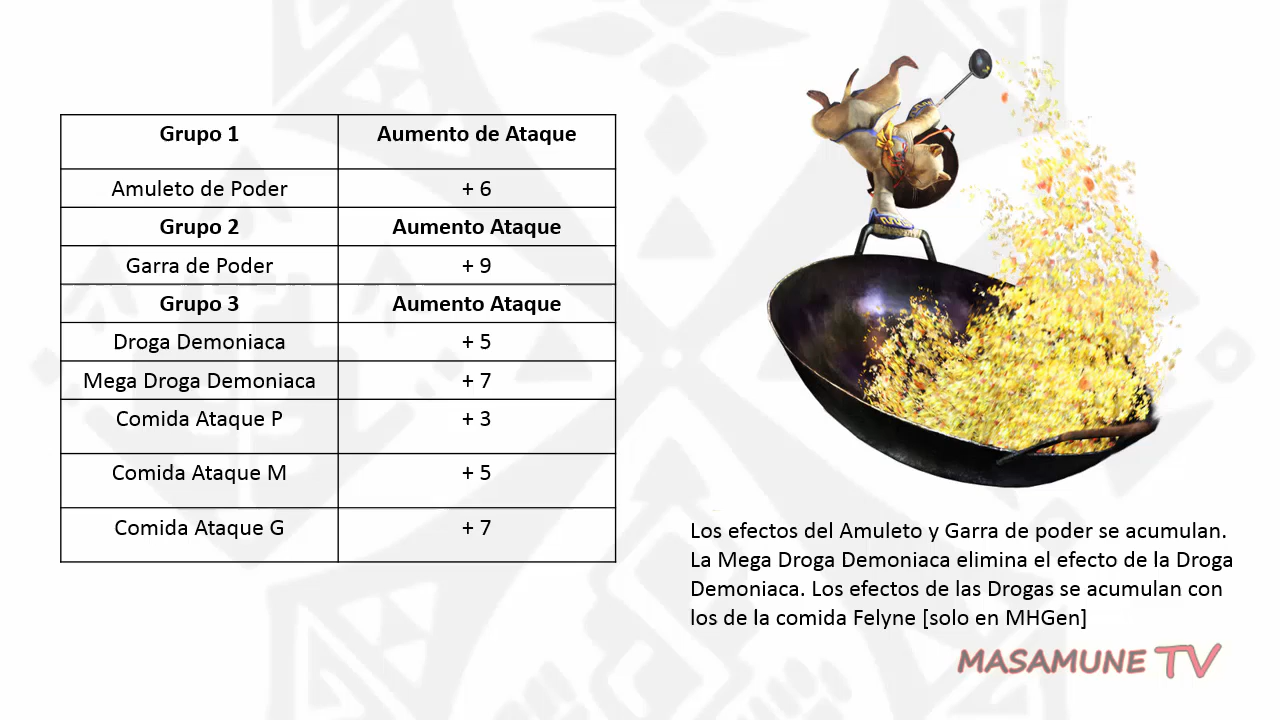 Grupo 1 Aumento de Ataque
Amuleto de Poder + 6
Grupo 2 Aumento Ataque
Garra de Poder + 9
Grupo 3 Aumento Ataque
Droga Demoniaca + 5
Mega Droga Demoniaca + 7
Comida Ataque P + 3
Comida Ataque M + 5
Comida Ataque G + 7
Los efectos del Amuleto y Garra de poder se acumulan.
La Mega Droga Demoniaca elimina el efecto de la Droga
Demoniaca. Los efectos de las Drogas se acumulan con
los de la comida Felyne [solo en MHGen]
MASAMUNE TV